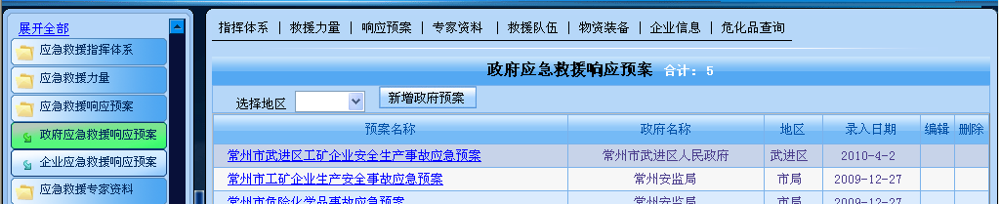 展开全部
应急救援指挥体系
应急救援力量
应急救援响应预案
政府应急救援响应预案
企业应急救援响应预案
应急救援专家资料
指挥体系 | 救援力量 | 响应预案 | 专家资料 | 救援队伍 | 物资装备 | 企业信息 | 危化品查询
政府应急救援响应预案 合计：5
选择地区 新增政府预案
预案名称 政府名称 地区 录入日期 编辑 删除
常州市武进区工矿企业安全生产事故应急预案 常州市武进区人民政府 武进区 2010-4-2
常州市工矿企业生产安全事故应急预案 常州安监局 市局 2009-12-27
常州市危险化学品事故应急预案 常州安监局 市局 2009-12-27